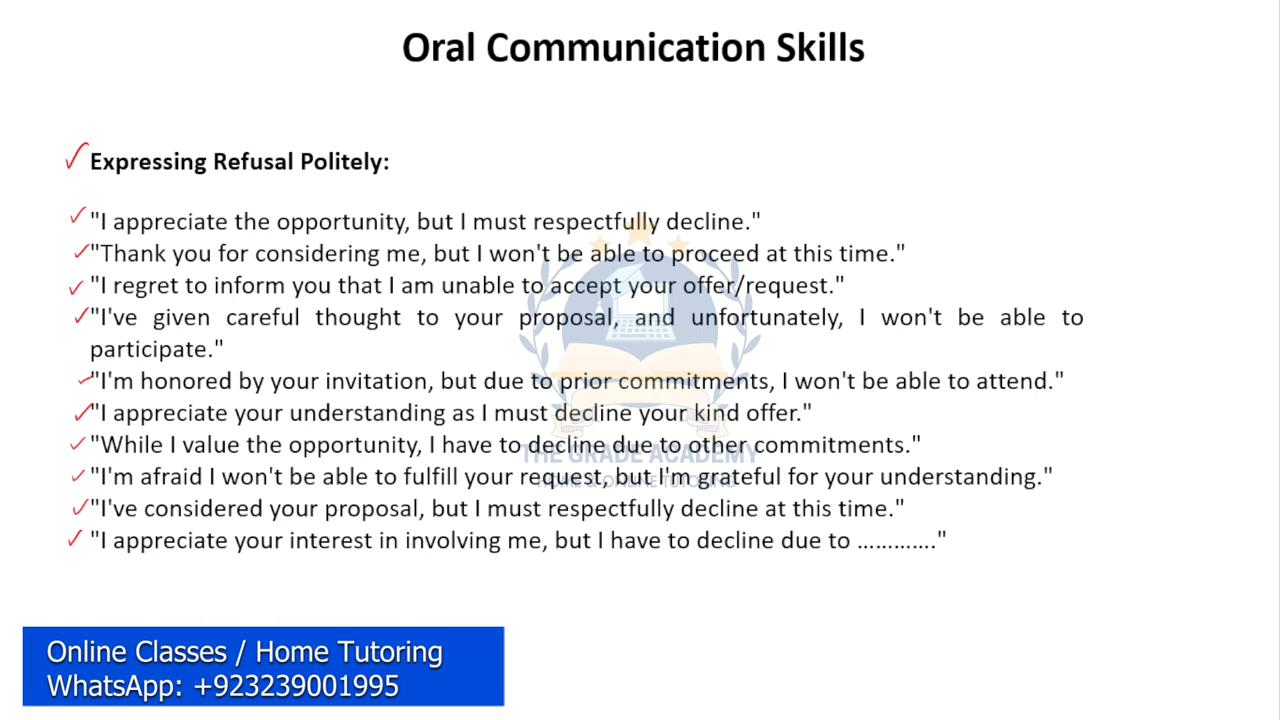 Oral Communication Skills
Expressing Refusal Politely:
"I appreciate the opportunity, but I must respectfully decline."
"Thank you for considering me, but I won't be able to proceed at this time."
"I regret to inform you that I am unable to accept your offer/request."
"I've given careful thought to your proposal, and unfortunately, I won't be able to
participate."
"I'm honored by your invitation, but due to prior commitments, I won't be able to attend."
"I appreciate your understanding as I must decline your kind offer."
"While I value the opportunity, I have to decline due to other commitments."
THE GRADE ACADEMY
"I'm afraid I won't be able to fulfill your request, but I'm grateful for your understanding."
HOME & ONLINE TUTORING
"I've considered your proposal, but I must respectfully decline at this time."
"I appreciate your interest in involving me, but I have to decline due to …………."
Online Classes / Home Tutoring
WhatsApp: +923239001995